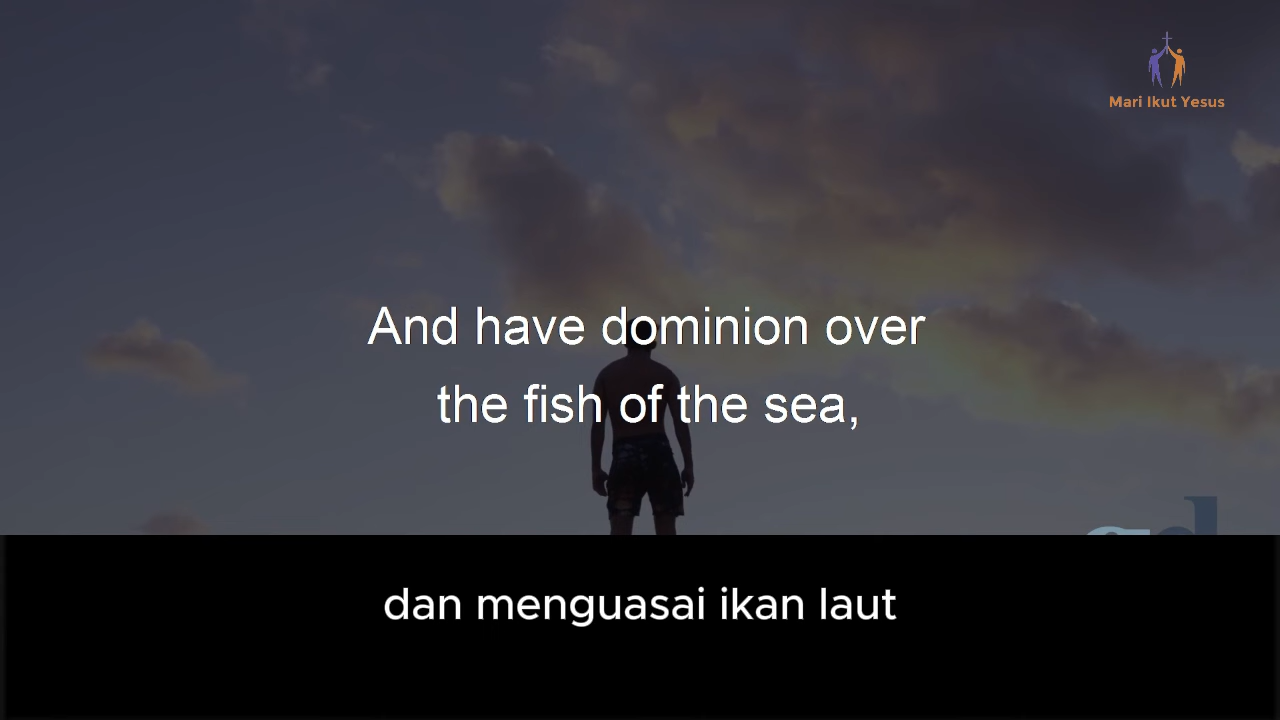 Mari Ikut Yesus
And have dominion over
the fish of the sea,
dan menguasai ikan laut